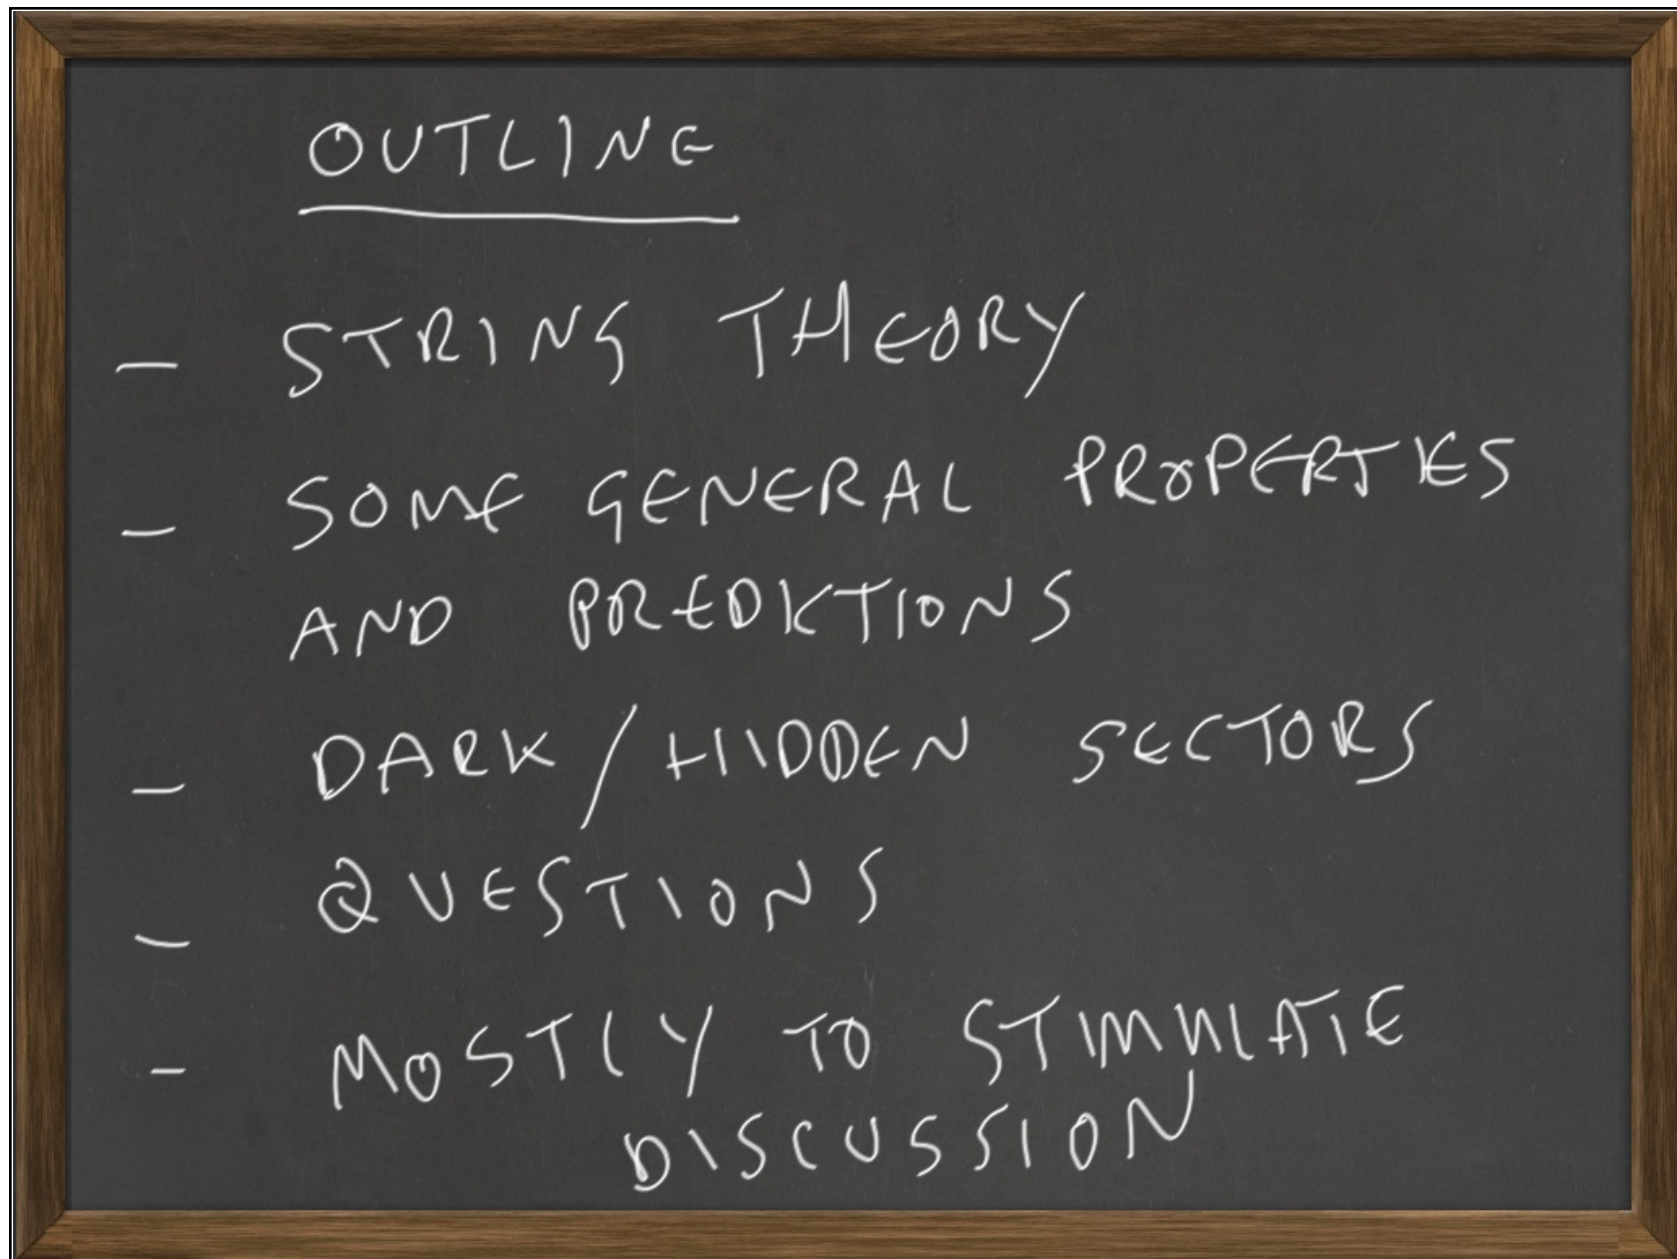 OUTLINE
- STRING THEORY
- SOME GENERAL PROPERTIES
AND PREDICTIONS
- DARK/HIDDEN SECTORS
- QUESTIONS
- MOSTLY TO STIMULATE
DISCUSSION